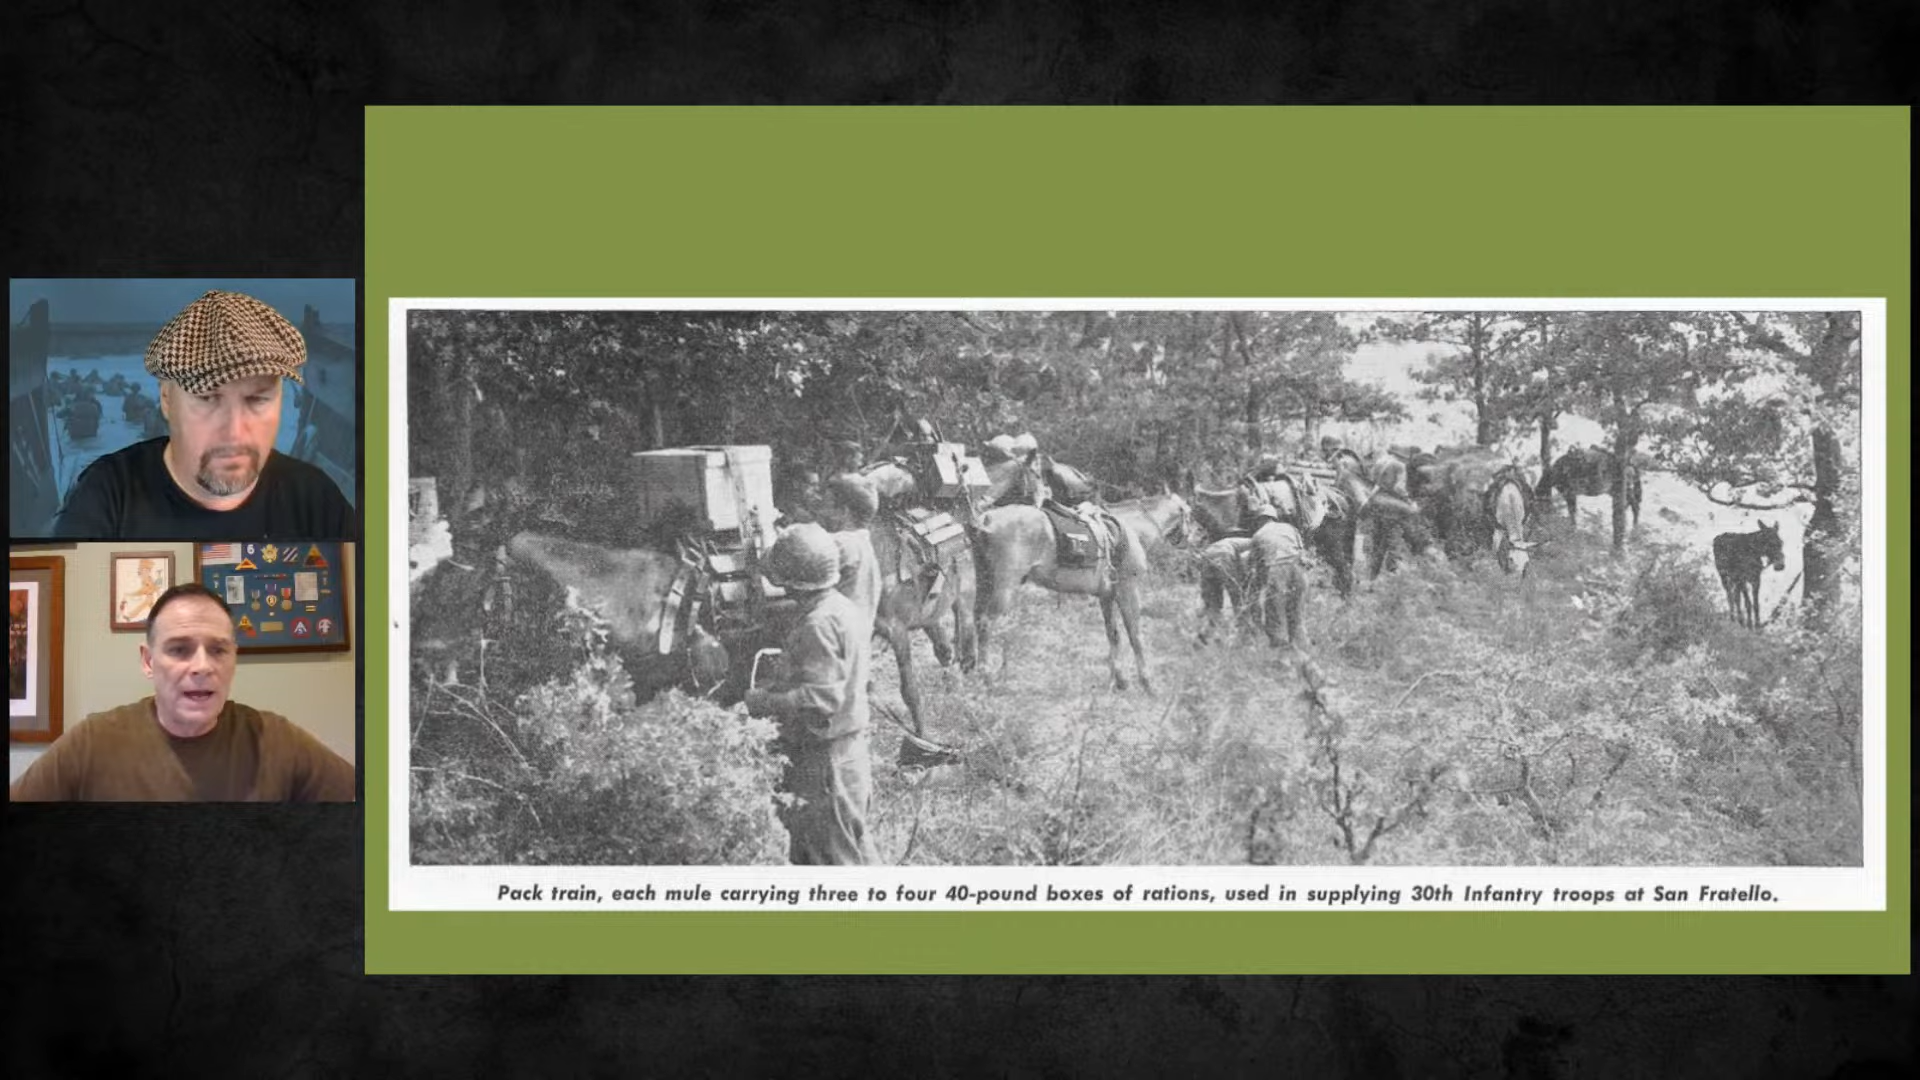 Pack train, each mule carrying three to four 40-pound boxes of rations, used in supplying 30th Infantry troops at San Fratello.